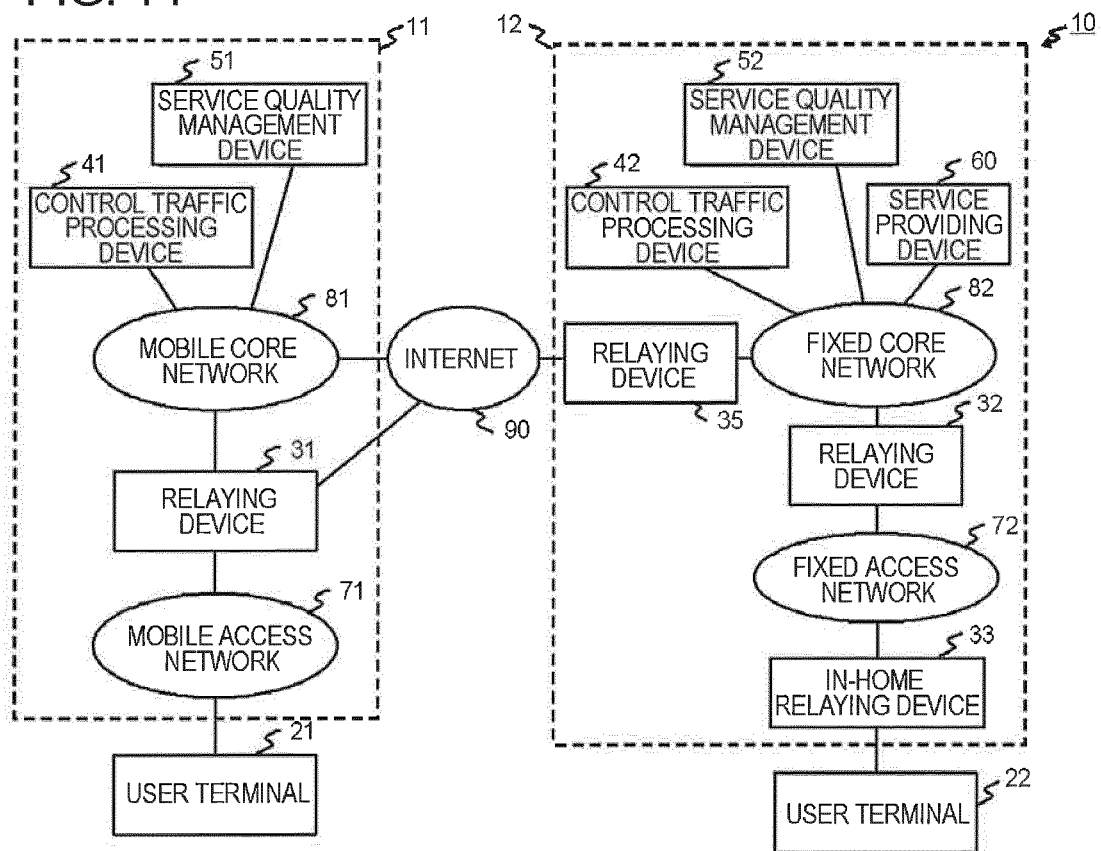 11
12
10
51
SERVICE QUALITY
MANAGEMENT
DEVICE
52
SERVICE QUALITY
MANAGEMENT
DEVICE
41
CONTROL TRAFFIC
PROCESSING
DEVICE
42
CONTROL TRAFFIC
PROCESSING
DEVICE
60
SERVICE
PROVIDING
DEVICE
81
MOBILE CORE
NETWORK
INTERNET
90
RELAYING
DEVICE
35
82
FIXED CORE
NETWORK
31
RELAYING
DEVICE
32
RELAYING
DEVICE
71
MOBILE ACCESS
NETWORK
72
FIXED ACCESS
NETWORK
33
IN-HOME
RELAYING DEVICE
21
USER TERMINAL
22
USER TERMINAL